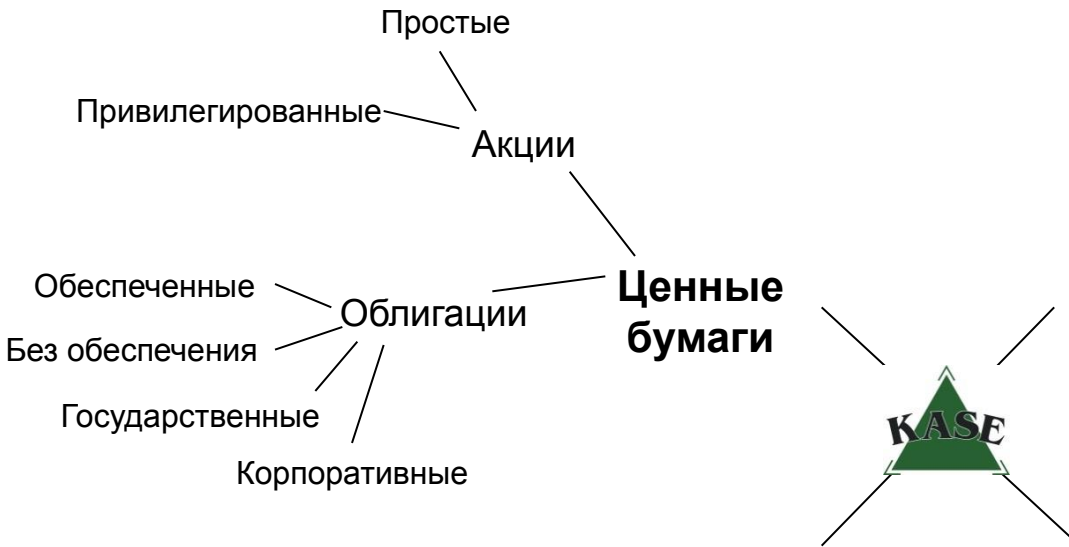 Простые
Привилегированные
Акции
Обеспеченные
Облигации
Без обеспечения
Государственные
Корпоративные
Ценные
бумаги
KASE